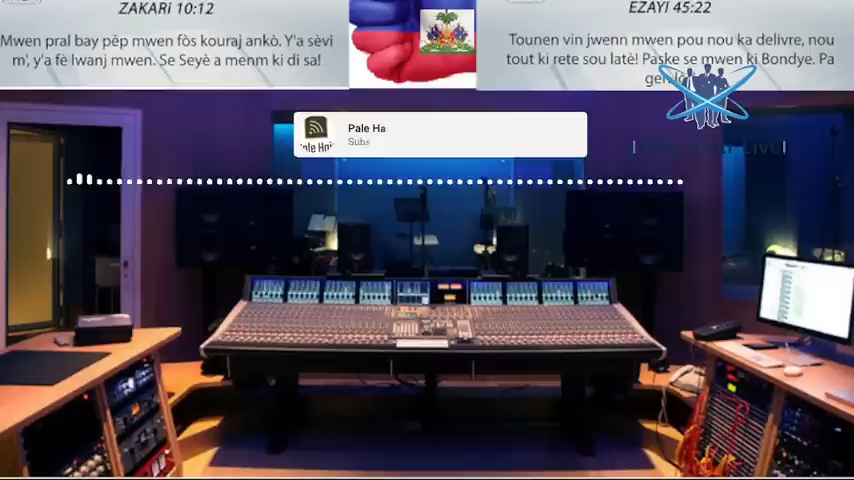 ZAKARi 10:12
Mwen pral bay pèp mwen fòs kouraj ankò. Y'a sèvi
m', y'a fè lwanj mwen. Se Seyè a menm ki di sa!
EZAYI 45:22
Tounen vin jwenn mwen pou nou ka delivre, nou
tout ki rete sou latè! Paske se mwen ki Bondye. Pa
gen
Pale Ha
Subs